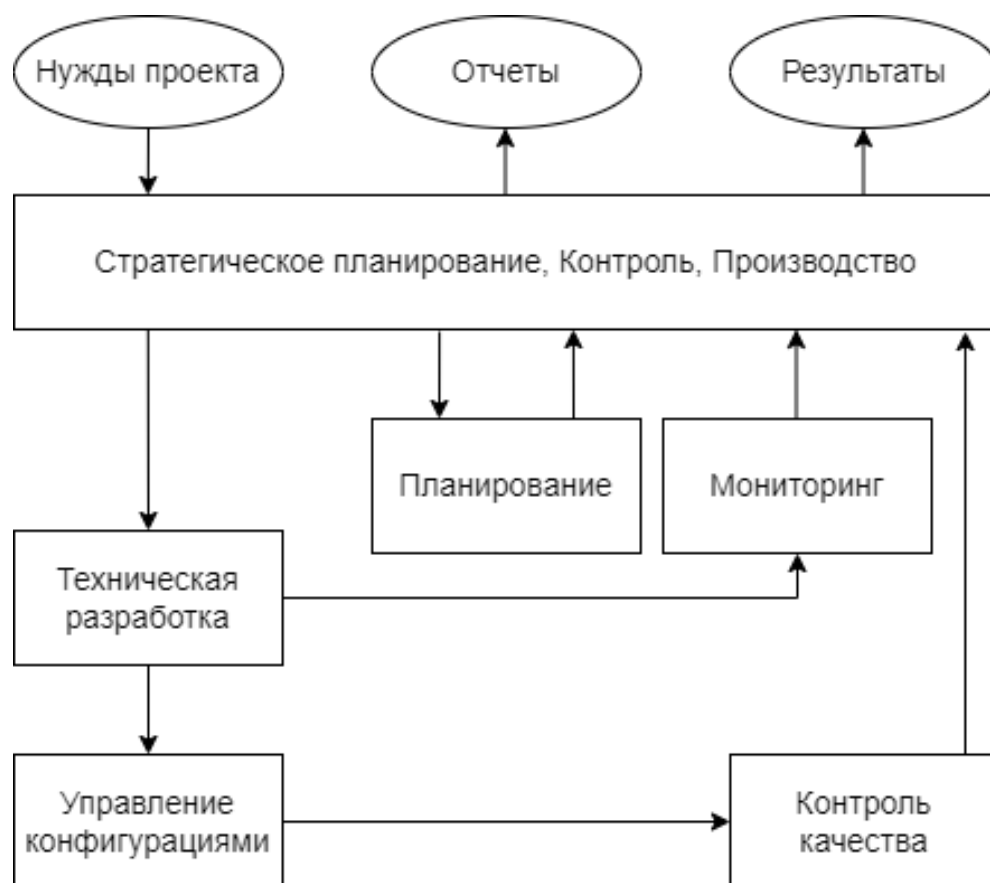 Нужды проекта
Отчеты
Результаты
Стратегическое планирование, Контроль, Производство
Планирование
Мониторинг
Техническая
разработка
Управление
конфигурациями
Контроль
качества